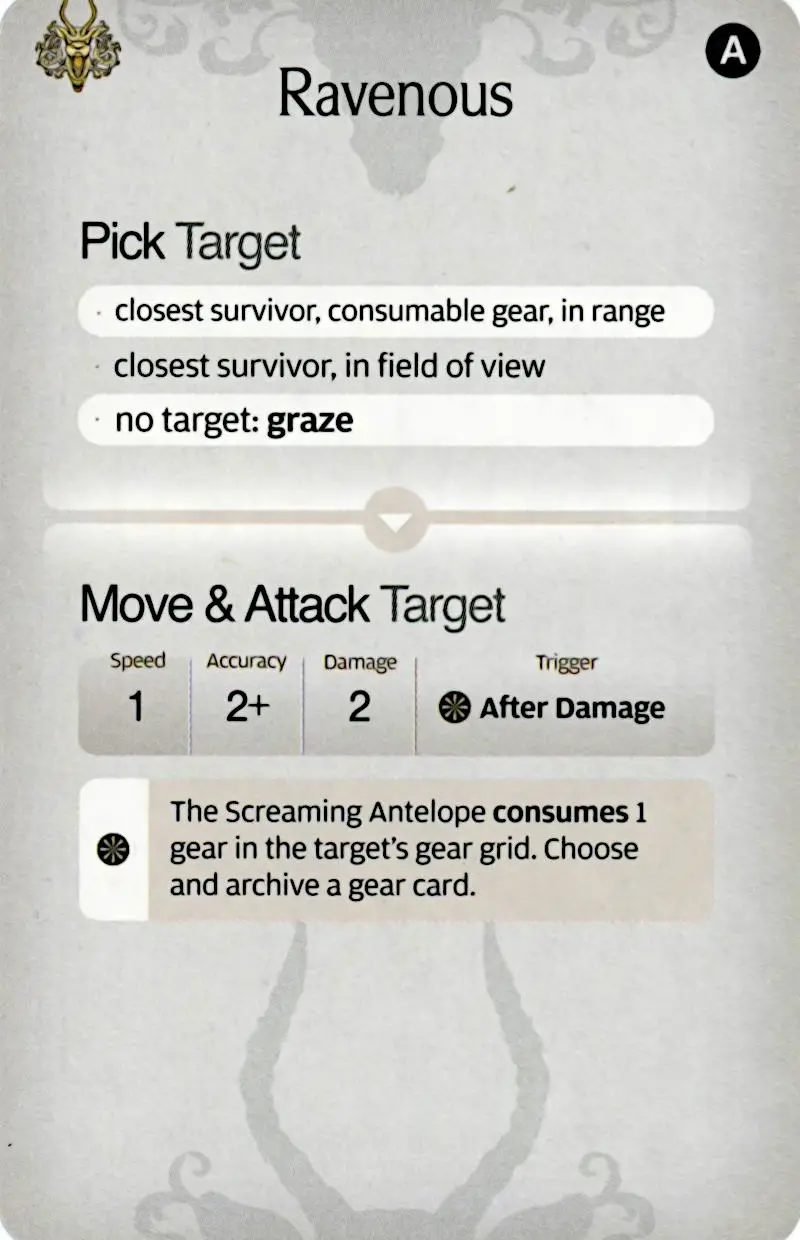 A
Ravenous
Pick Target
· closest survivor, consumable gear, in range
· closest survivor, in field of view
· no target: graze
Move & Attack Target
Speed Accuracy Damage Trigger
1 2+ 2 After Damage
The Screaming Antelope consumes 1
gear in the target's gear grid. Choose
and archive a gear card.